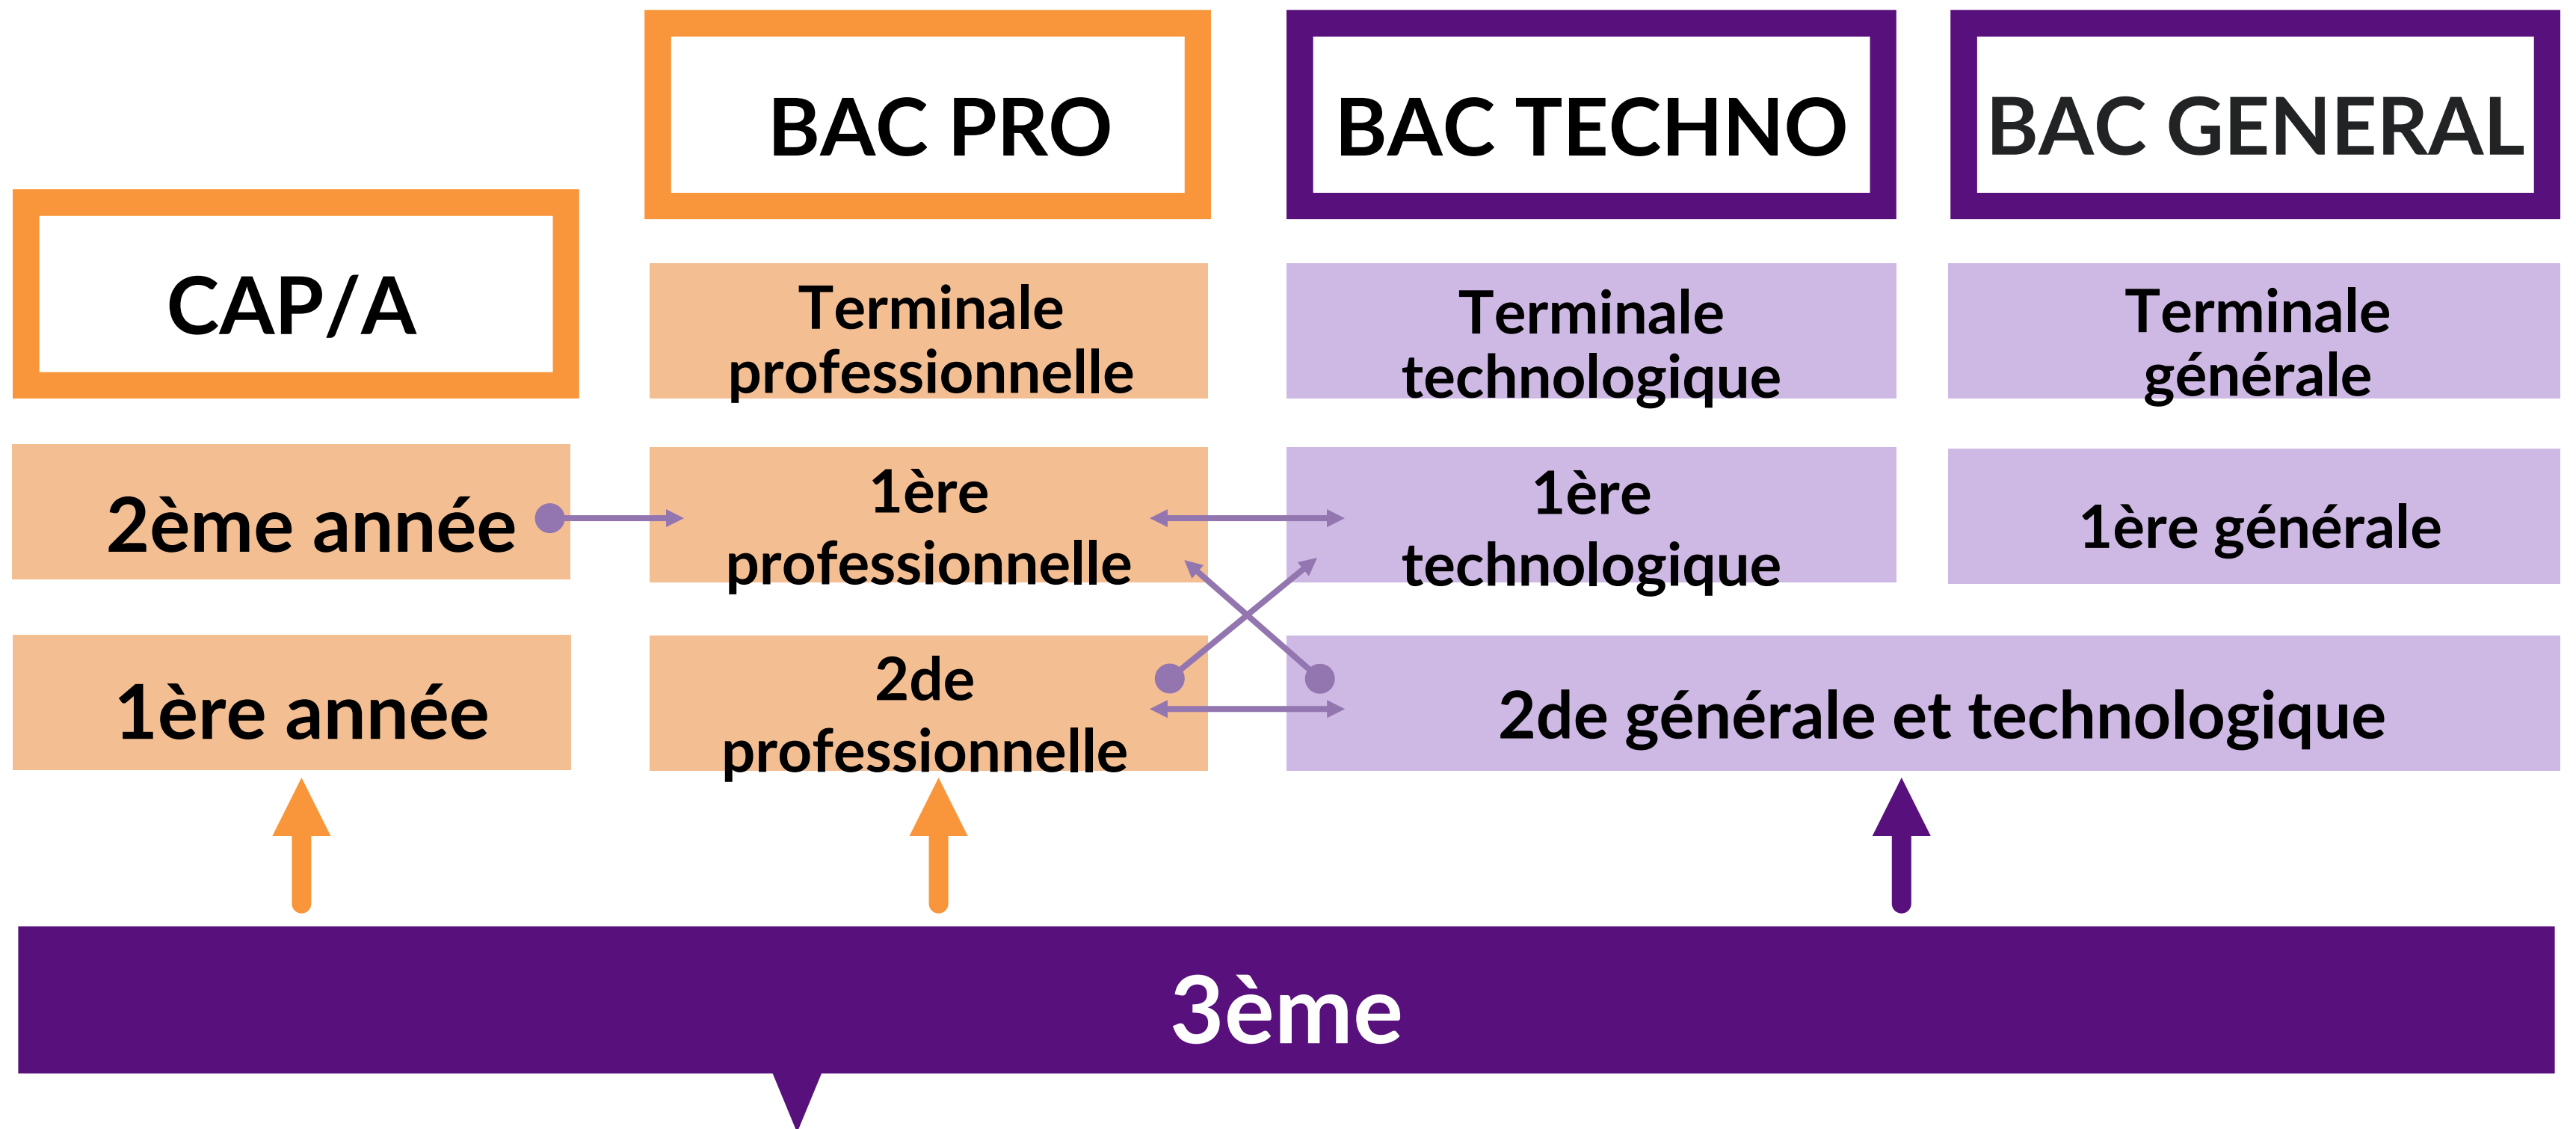 BAC PRO
BAC TECHNO
BAC GENERAL
CAP/A
Terminale
professionnelle
Terminale
technologique
Terminale
générale
2ème année
1ère
professionnelle
1ère
technologique
1ère générale
1ère année
2de
professionnelle
2de générale et technologique
3ème